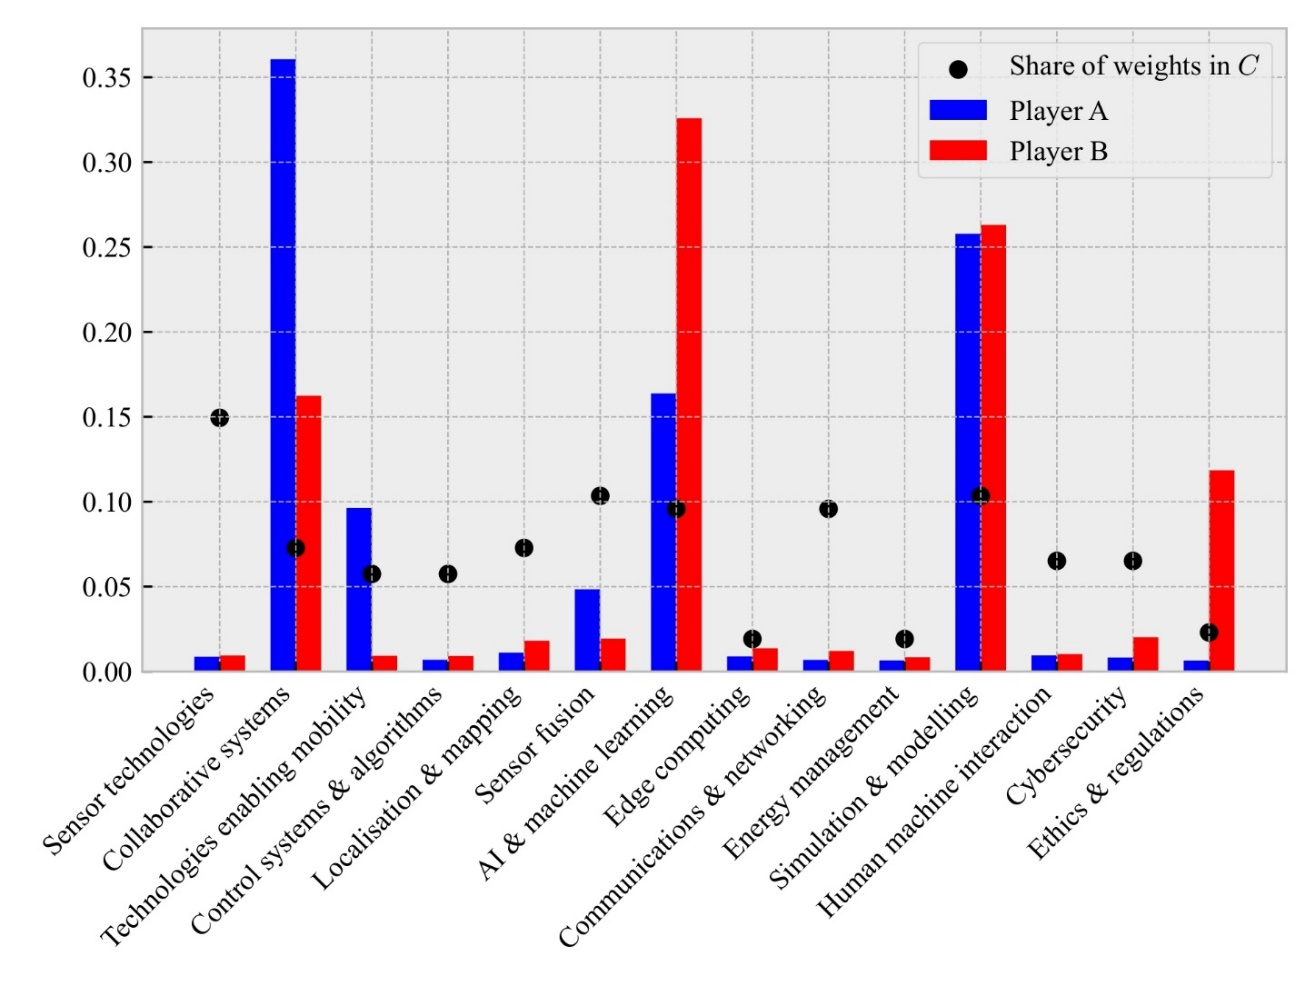 0.35
0.30
0.25
0.20
0.15
0.10
0.05
0.00
Share of weights in C
Player A
Player B
Sensor technologies
Collaborative systems
Technologies enabling mobility
Control systems & algorithms
Localisation & mapping
Sensor fusion
AI & machine learning
Edge computing
Communications & networking
Energy management
Simulation & modelling
Human machine interaction
Cybersecurity
Ethics & regulations